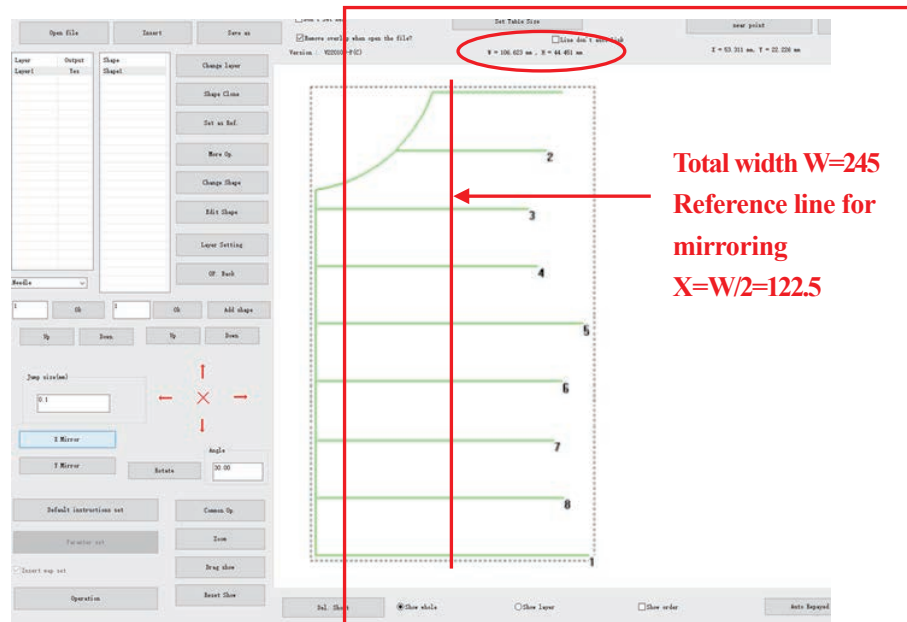 Open file
Insert
Save as
Set Table Size
near point
Remove overlap when open the file?
Line don't
Version :
W = 106.623 mm , H = 44.451 mm
X = 53.311 mm, Y = 22.226 mm
Layer Output Shape
Layer1 Yes Shape1
Change layer
Shape Clone
Set as Ref.
More Op.
Change Shape
Edit Shape
Layer Setting
OP. Back
Needle
1 Ok 1 Ok Add shape
Up Down Up Down
Jump size(mm)
0.1
X Mirror
Y Mirror
Rotate
Angle
30.00
Default instructions set
Common Op.
Parameter set
Zoom
Insert map set
Drag show
Operation
Reset Show
2
3
4
5
6
7
8
1
Total width W=245
Reference line for
mirroring
X=W/2=122.5
Del. Short
Show whole
Show layer
Show order
Auto